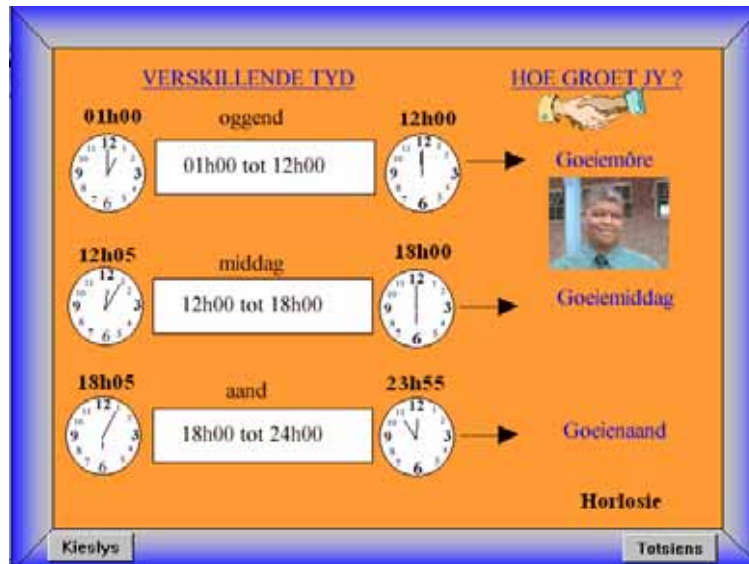 VERSKILLENDE TYD
HOE GROET JY ?
01h00 oggend 12h00
01h00 tot 12h00
Goeiemôre
12h05 middag 18h00
12h00 tot 18h00
Goeiemiddag
18h05 aand 23h55
18h00 tot 24h00
Goeienaand
Horlosie
Kieslys
Totsiens